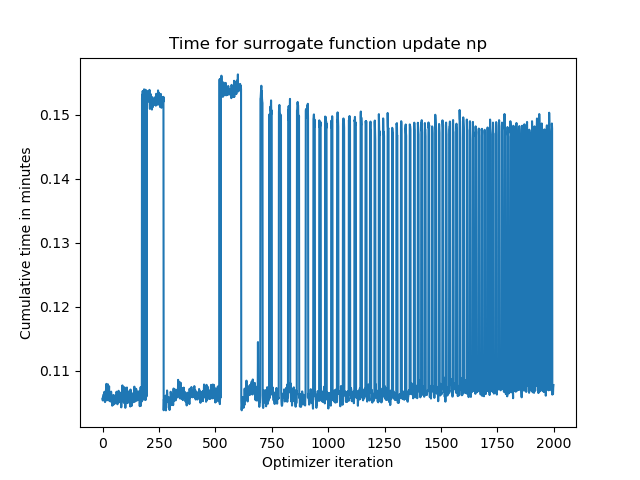 Time for surrogate function update np
Cumulative time in minutes
0.15
0.14
0.13
0.12
0.11
0 250 500 750 1000 1250 1500 1750 2000
Optimizer iteration